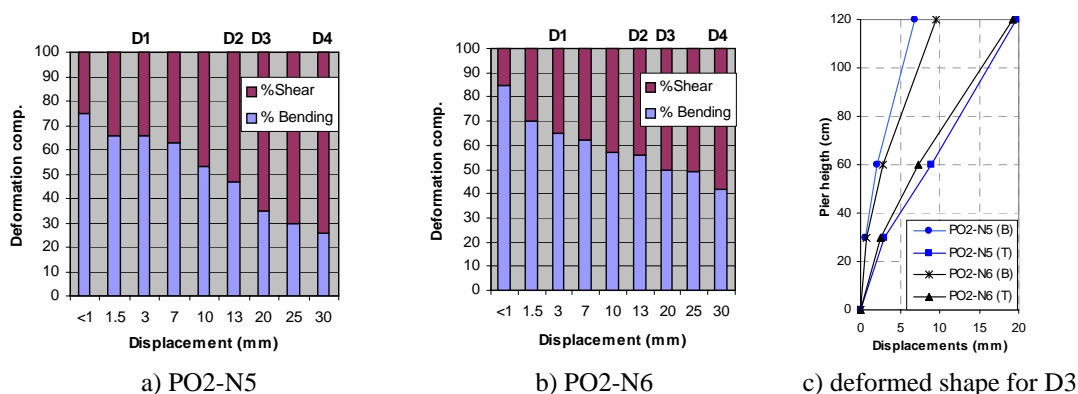 D1 D2 D3 D4
100
90
80
70
60
50
40
30
20
10
0
Deformation comp.
%Shear
% Bending
<1 1.5 3 7 10 13 20 25 30
Displacement (mm)
a) PO2-N5
D1 D2 D3 D4
100
90
80
70
60
50
40
30
20
10
0
Deformation comp.
%Shear
% Bending
<1 1.5 3 7 10 13 20 25 30
Displacement (mm)
b) PO2-N6
120
100
80
60
40
20
0
Pier heigth (cm)
PO2-N5 (B)
PO2-N5 (T)
PO2-N6 (B)
PO2-N6 (T)
0 5 10 15 20
Displacements (mm)
c) deformed shape for D3